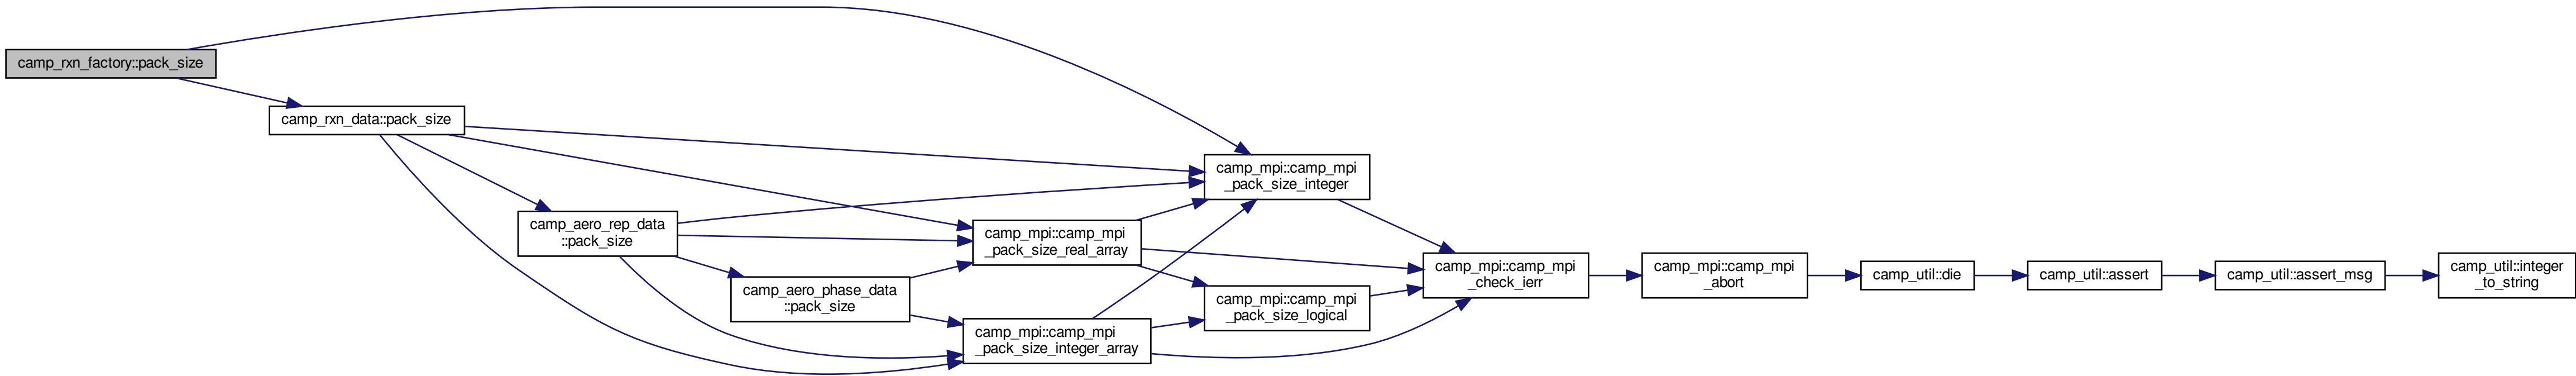 camp_rxn_factory::pack_size
camp_rxn_data::pack_size
camp_aero_rep_data
::pack_size
camp_aero_phase_data
::pack_size
camp_mpi::camp_mpi
_pack_size_real_array
camp_mpi::camp_mpi
_pack_size_integer_array
camp_mpi::camp_mpi
_pack_size_integer
camp_mpi::camp_mpi
_pack_size_logical
camp_mpi::camp_mpi
_check_ierr
camp_mpi::camp_mpi
_abort
camp_util::die
camp_util::assert
camp_util::assert_msg
camp_util::integer
_to_string